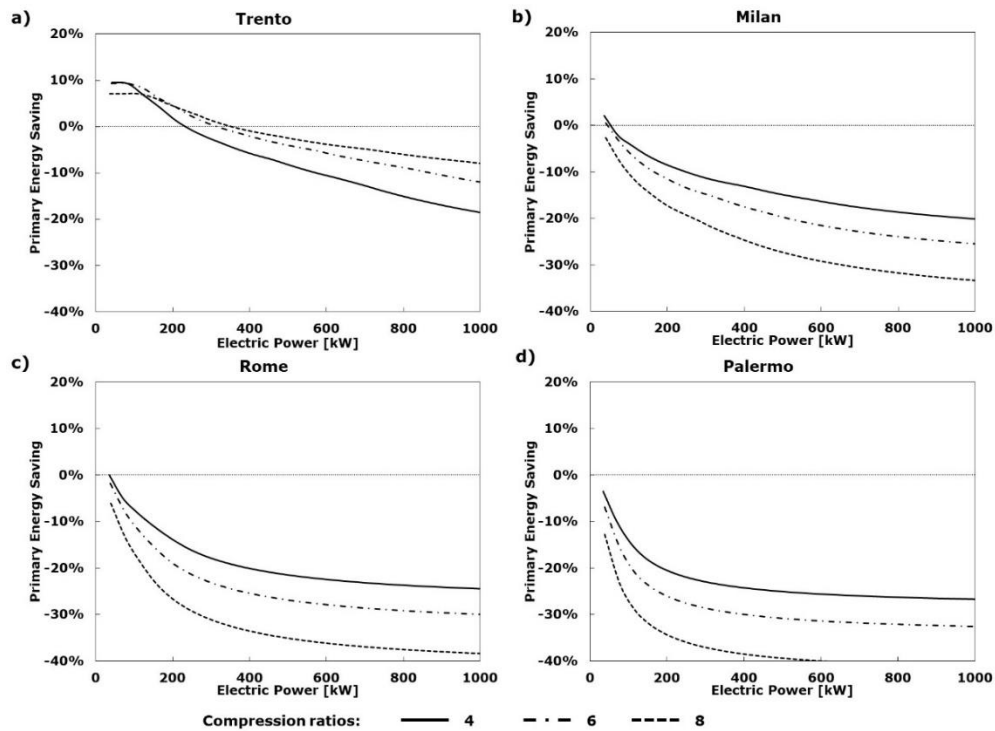 a) Trento
Primary Energy Saving
20%
10%
0%
-10%
-20%
-30%
-40%
0 200 400 600 800 1000
Electric Power [kW]
b) Milan
Primary Energy Saving
20%
10%
0%
-10%
-20%
-30%
-40%
0 200 400 600 800 1000
Electric Power [kW]
c) Rome
Primary Energy Saving
20%
10%
0%
-10%
-20%
-30%
-40%
0 200 400 600 800 1000
Electric Power [kW]
d) Palermo
Primary Energy Saving
20%
10%
0%
-10%
-20%
-30%
-40%
0 200 400 600 800 1000
Electric Power [kW]
Compression ratios: 4 6 8